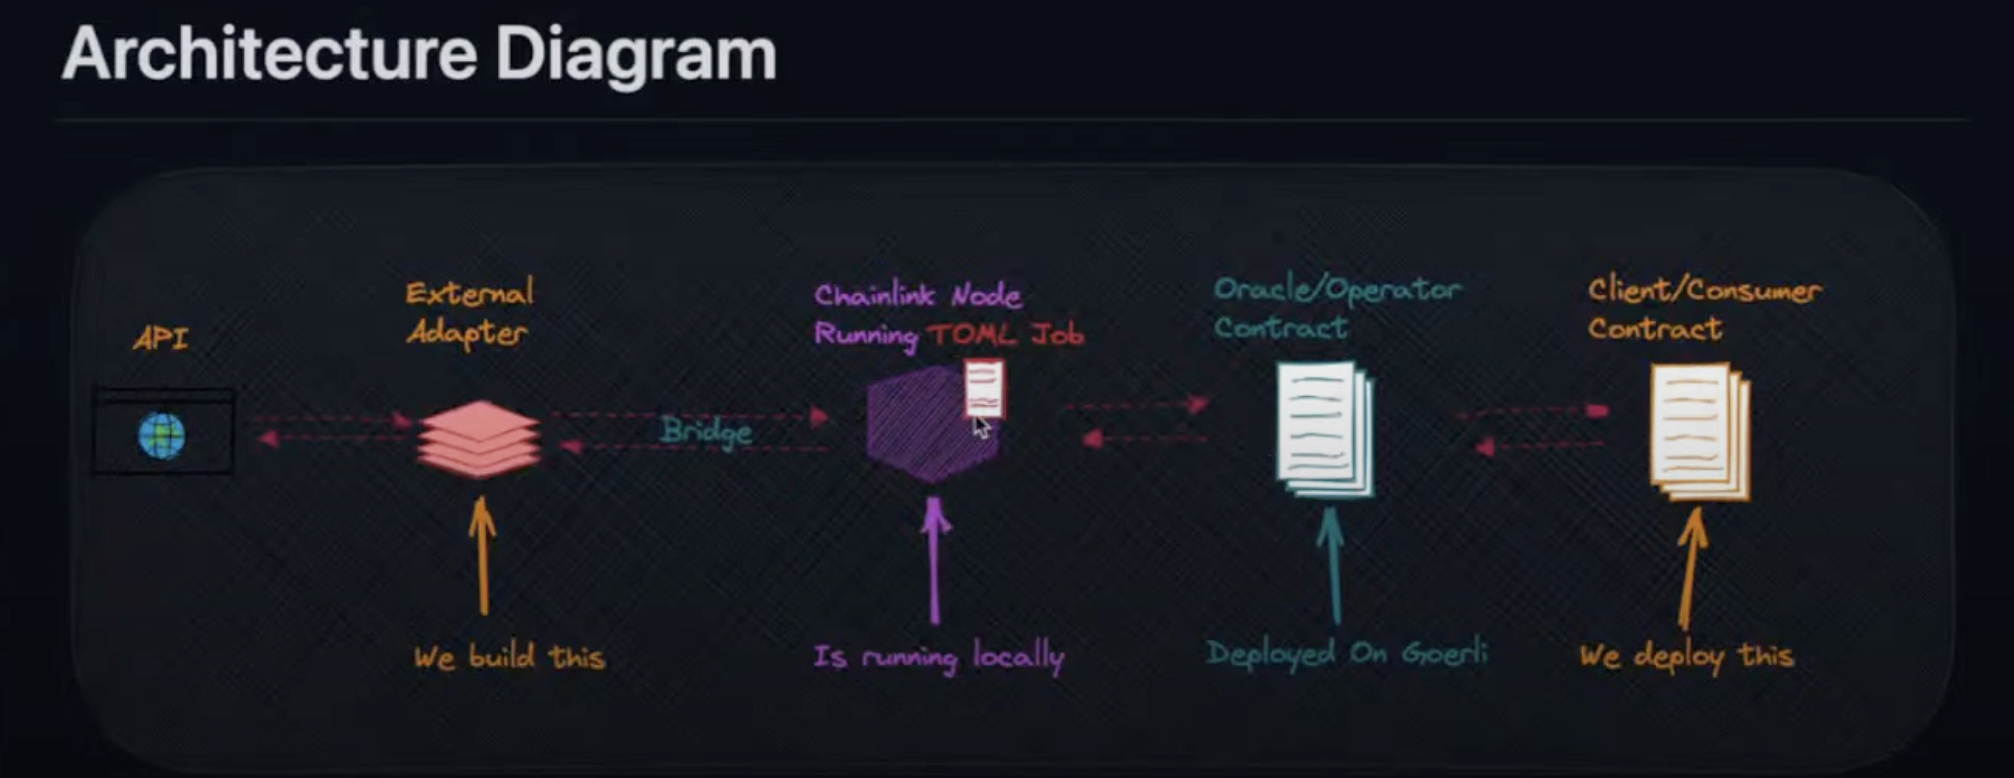 Architecture Diagram
API
External
Adapter
Bridge
Chainlink Node
Running TOML Job
Oracle/Operator
Contract
Client/Consumer
Contract
We build this
Is running locally
Deployed On Goerli
We deploy this